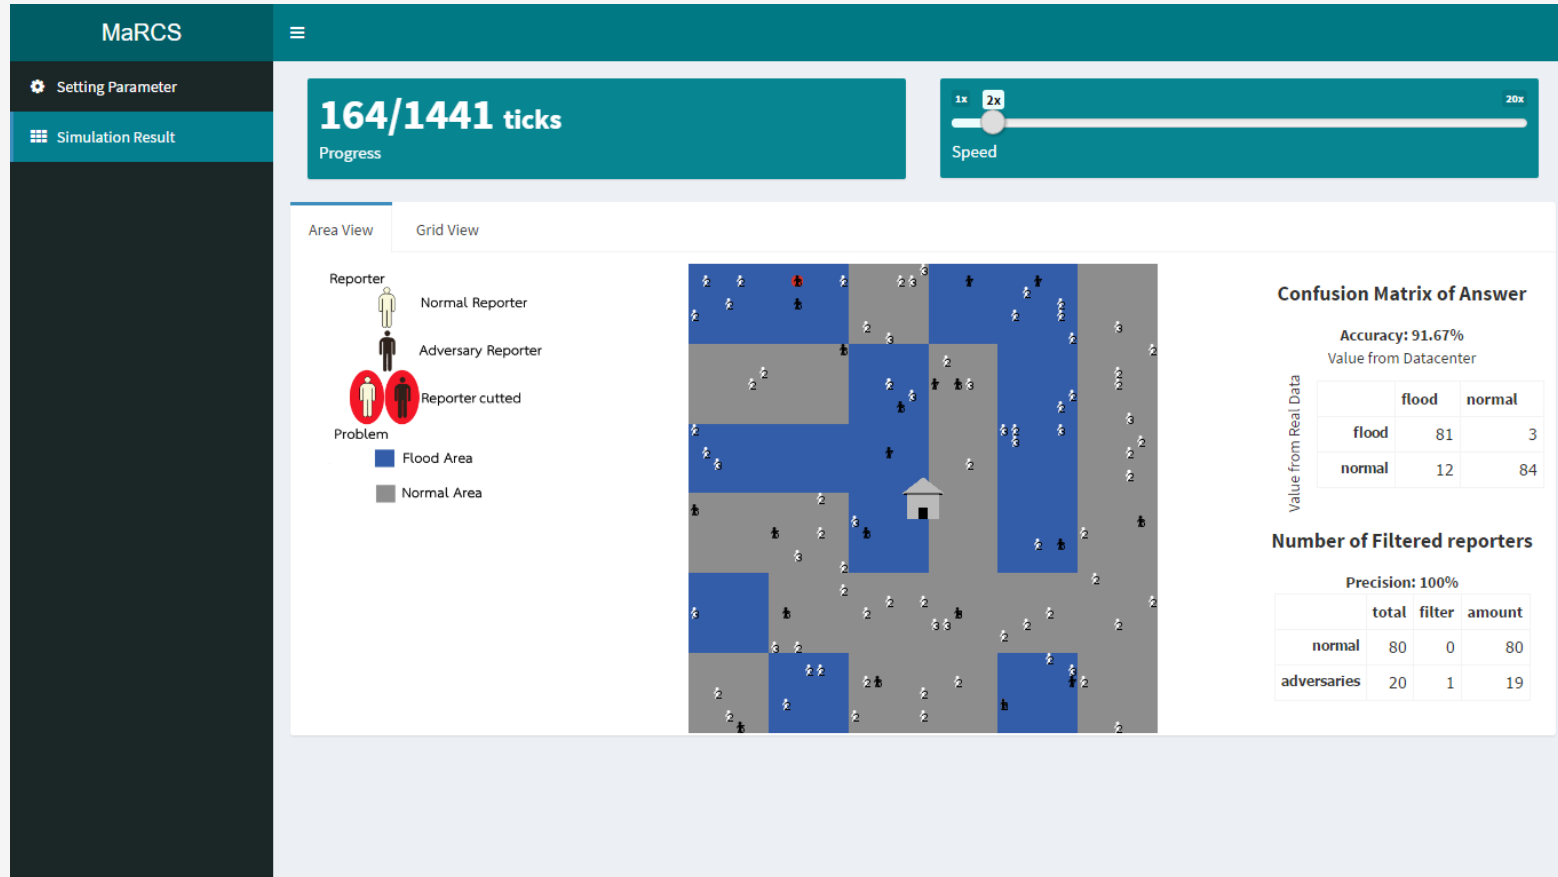 MaRCS
Setting Parameter
Simulation Result
164/1441 ticks
Progress
1x 2x 20x
Speed
Area View Grid View
Reporter
Normal Reporter
Adversary Reporter
Reporter cutted
Problem
Flood Area
Normal Area
Confusion Matrix of Answer
Accuracy: 91.67%
Value from Datacenter
Value from Real Data
flood normal
flood 81 3
normal 12 84
Number of Filtered reporters
Precision: 100%
total filter amount
normal 80 0 80
adversaries 20 1 19